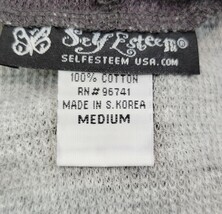 Self Esteem®
SELFESTEEM USA.COM
100% COTTON
RN# 96741
MADE IN S.KOREA
MEDIUM